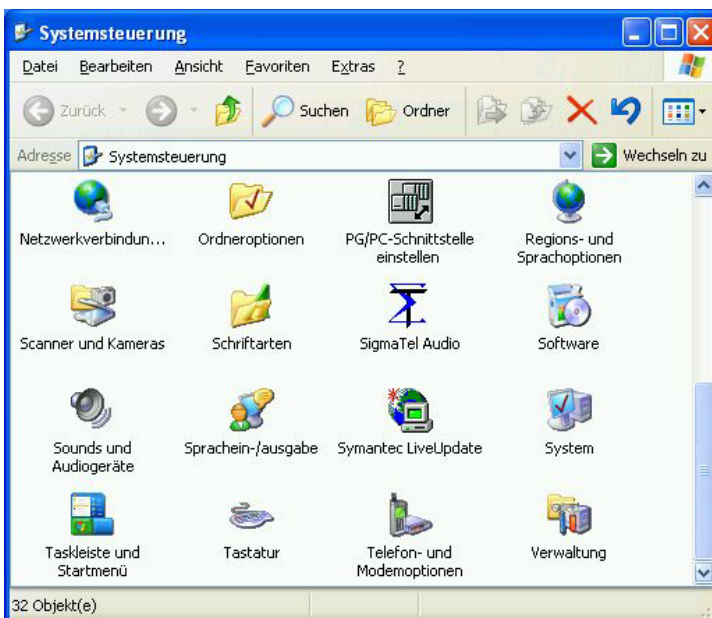 Systemsteuerung
Datei Bearbeiten Ansicht Favoriten Extras ?
Zurück Suchen Ordner
Adresse Systemsteuerung Wechseln zu
Netzwerkverbindun... Ordneroptionen PG/PC-Schnittstelle einstellen Regions- und Sprachoptionen
Scanner und Kameras Schriftarten SigmaTel Audio Software
Sounds und Audiogeräte Sprachein-/ausgabe Symantec LiveUpdate System
Taskleiste und Startmenü Tastatur Telefon- und Modemoptionen Verwaltung
32 Objekt(e)